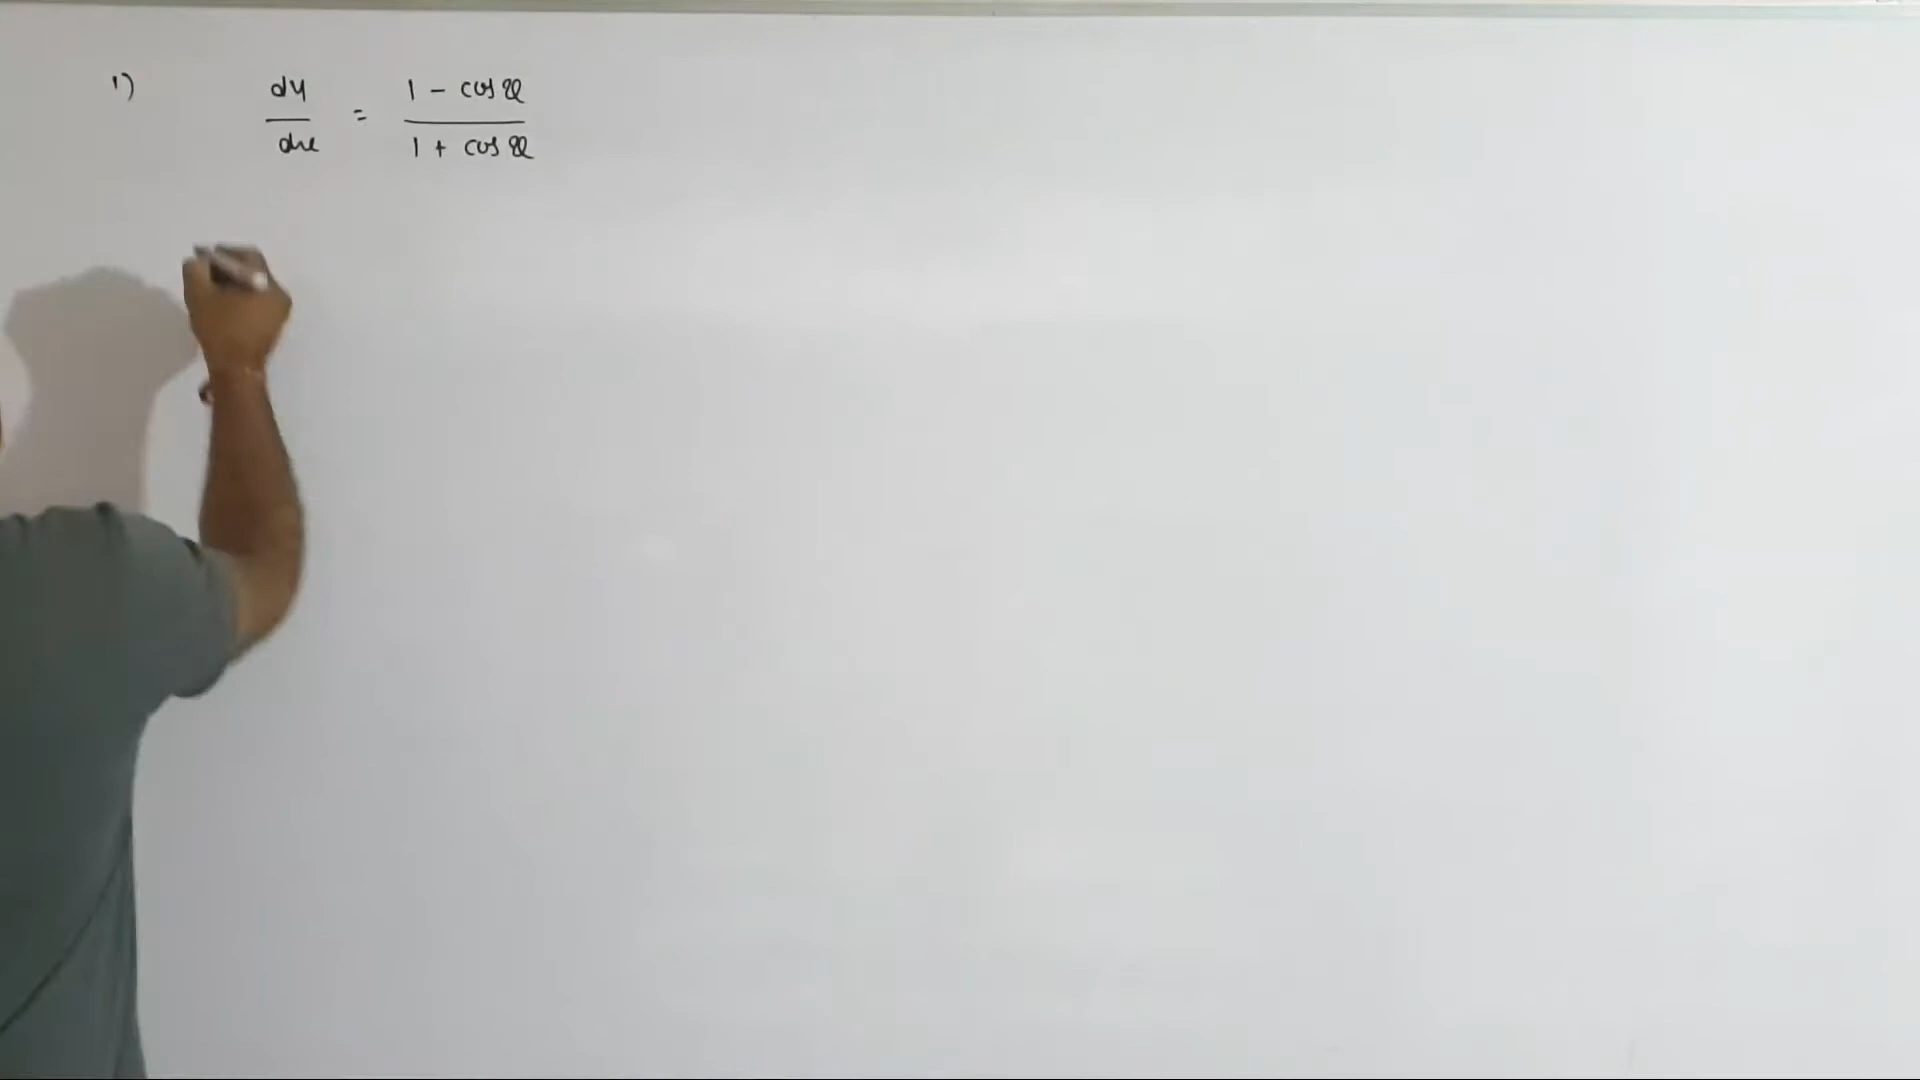 1) dy/dx = 1 - cos x / 1 + cos x